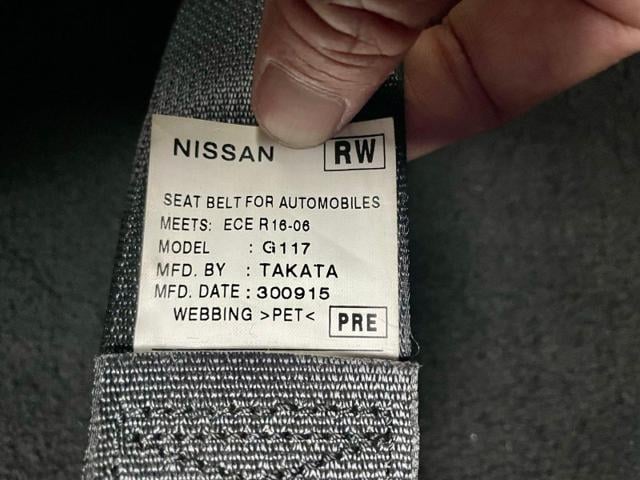 NISSAN RW
SEAT BELT FOR AUTOMOBILES
MEETS: ECE R16-06
MODEL : G117
MFD. BY : TAKATA
MFD. DATE : 300915
WEBBING >PET< PRE